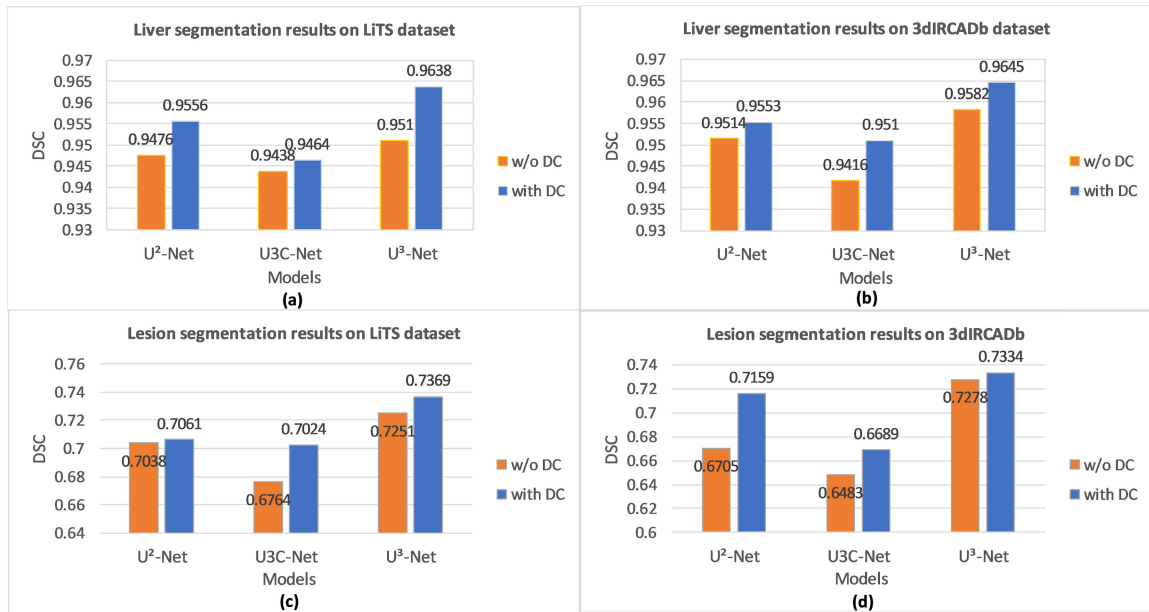 Liver segmentation results on LiTS dataset
0.97
0.965
0.96
0.955
0.95
0.945
0.94
0.935
0.93
DSC
0.9476
0.9556
0.9438
0.9464
0.951
0.9638
w/o DC
with DC
U²-Net
U3C-Net
U³-Net
Models
(a)
Liver segmentation results on 3dIRCADb dataset
0.97
0.965
0.96
0.955
0.95
0.945
0.94
0.935
0.93
DSC
0.9514
0.9553
0.9416
0.951
0.9582
0.9645
w/o DC
with DC
U²-Net
U3C-Net
U³-Net
Models
(b)
Lesion segmentation results on LiTS dataset
0.76
0.74
0.72
0.7
0.68
0.66
0.64
DSC
0.7038
0.7061
0.6764
0.7024
0.7251
0.7369
w/o DC
with DC
U²-Net
U3C-Net
U³-Net
Models
(c)
Lesion segmentation results on 3dIRCADb
0.74
0.72
0.7
0.68
0.66
0.64
0.62
0.6
DSC
0.6705
0.7159
0.6483
0.6689
0.7278
0.7334
w/o DC
with DC
U²-Net
U3C-Net
U³-Net
Models
(d)